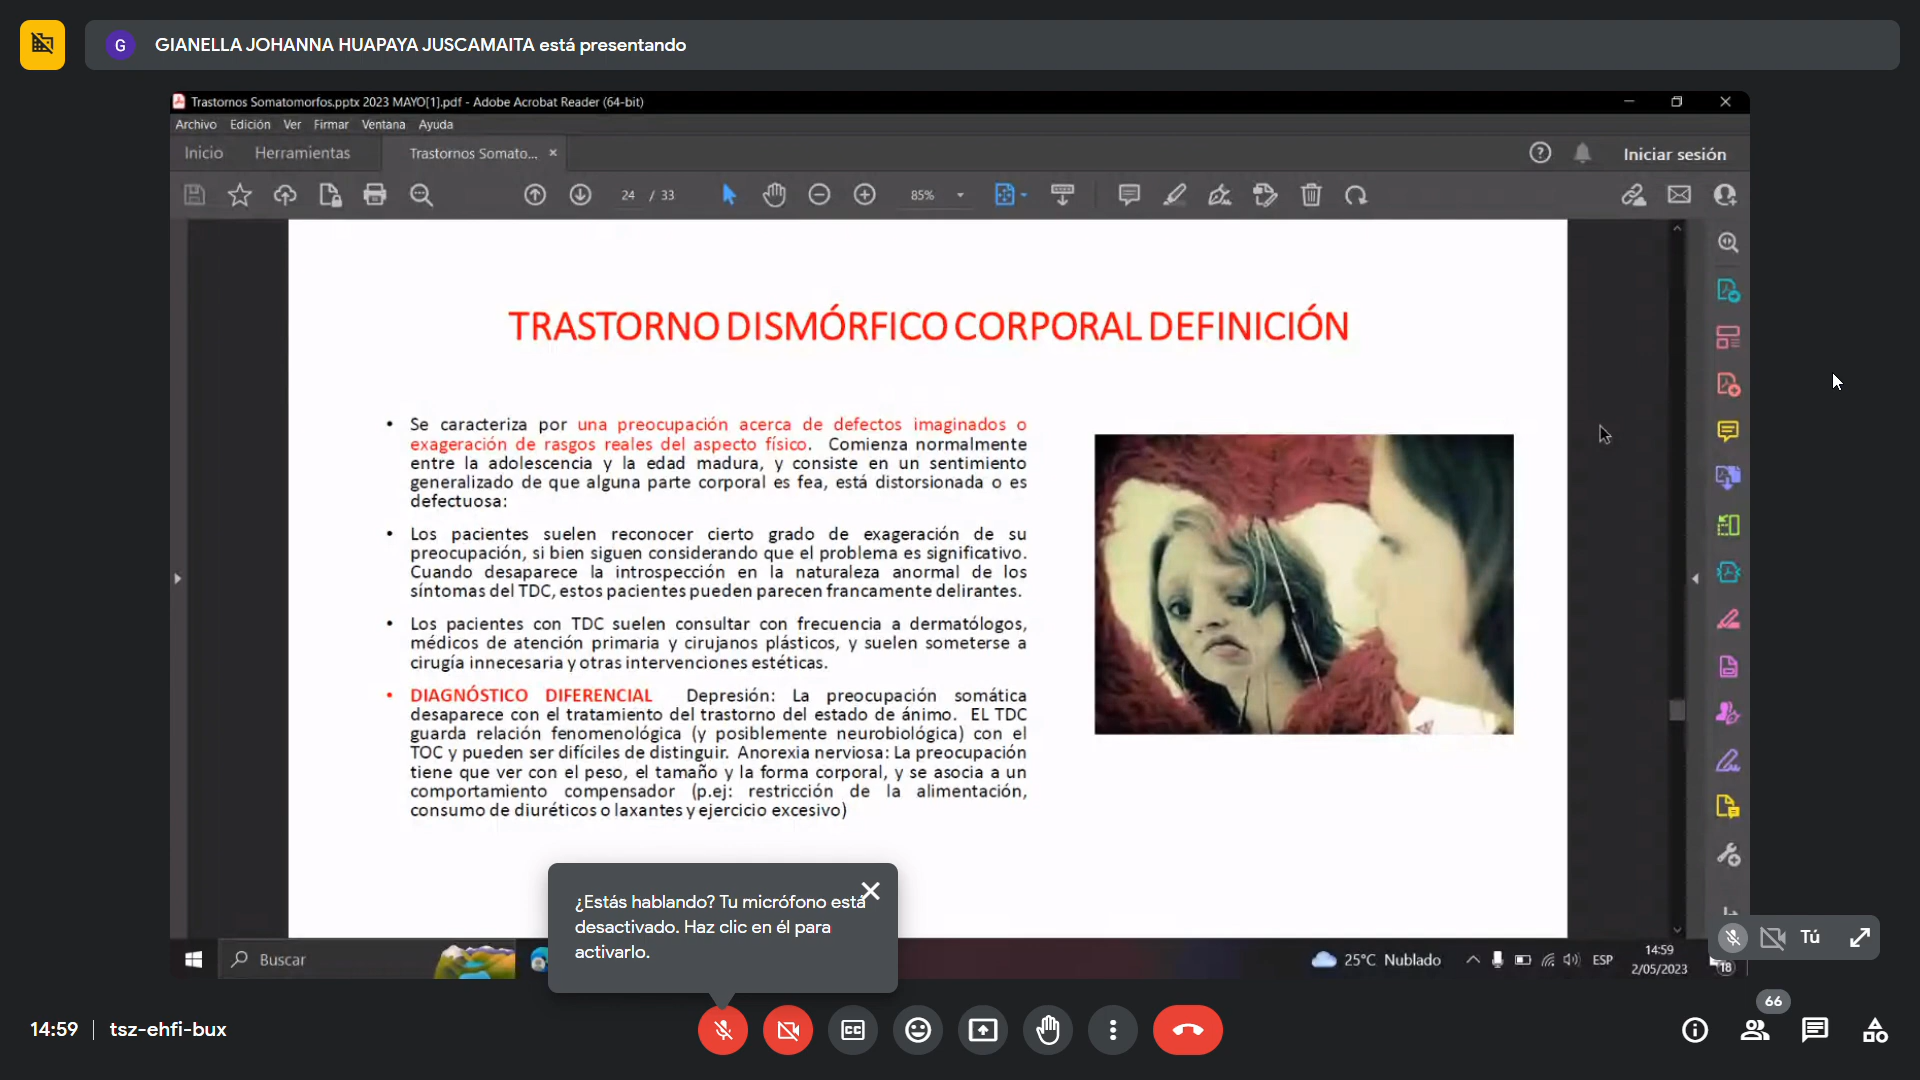 G GIANELLA JOHANNA HUAPAYA JUSCAMAITA está presentando
Trastornos Somatomorfos.pptx 2023 MAYO[1].pdf - Adobe Acrobat Reader (64-bit)
Archivo Edición Ver Firmar Ventana Ayuda
Inicio Herramientas Trastornos Somato... × Iniciar sesión
24 / 33 85%
TRASTORNO DISMÓRFICO CORPORAL DEFINICIÓN
• Se caracteriza por una preocupación acerca de defectos imaginados o
exageración de rasgos reales del aspecto físico. Comienza normalmente
entre la adolescencia y la edad madura, y consiste en un sentimiento
generalizado de que alguna parte corporal es fea, está distorsionada o es
defectuosa:
• Los pacientes suelen reconocer cierto grado de exageración de su
preocupación, si bien siguen considerando que el problema es significativo.
Cuando desaparece la introspección en la naturaleza anormal de los
síntomas del TDC, estos pacientes pueden parecen francamente delirantes.
• Los pacientes con TDC suelen consultar con frecuencia a dermatólogos,
médicos de atención primaria y cirujanos plásticos, y suelen someterse a
cirugía innecesaria y otras intervenciones estéticas.
• DIAGNÓSTICO DIFERENCIAL Depresión: La preocupación somática
desaparece con el tratamiento del trastorno del estado de ánimo. EL TDC
guarda relación fenomenológica (y posiblemente neurobiológica) con el
TOC y pueden ser difíciles de distinguir. Anorexia nerviosa: La preocupación
tiene que ver con el peso, el tamaño y la forma corporal, y se asocia a un
comportamiento compensador (p.ej: restricción de la alimentación,
consumo de diuréticos o laxantes y ejercicio excesivo)
¿Estás hablando? Tu micrófono está
desactivado. Haz clic en él para
activarlo.
Tú
Buscar 25°C Nublado ESP 14:59
2/05/2023
18
66
14:59 | tsz-ehfi-bux